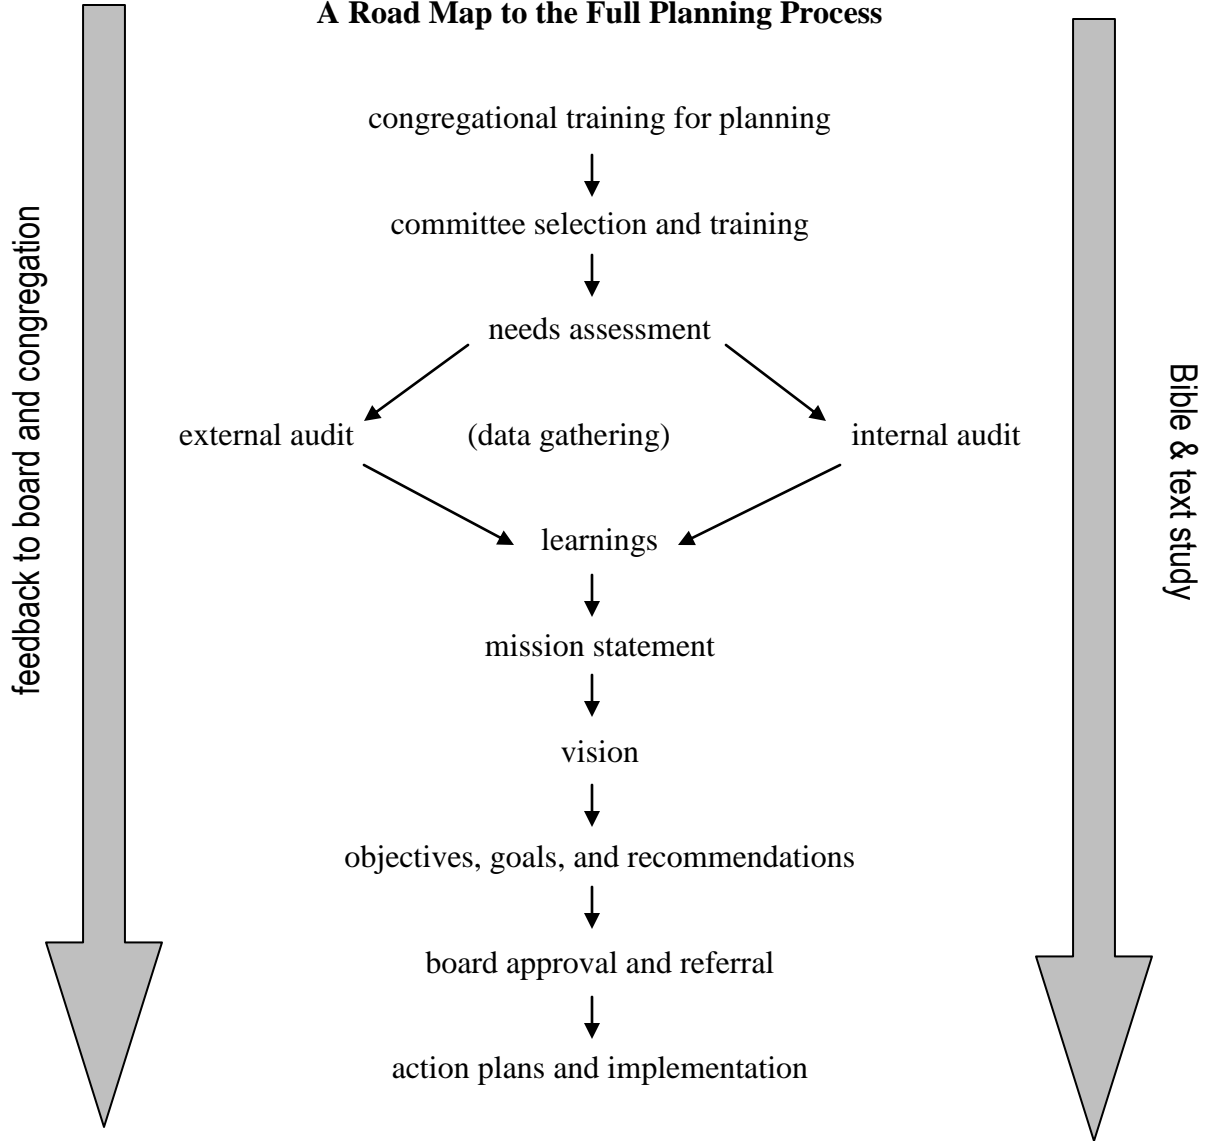 A Road Map to the Full Planning Process
congregational training for planning
committee selection and training
needs assessment
external audit
(data gathering)
internal audit
learnings
mission statement
vision
objectives, goals, and recommendations
board approval and referral
action plans and implementation
feedback to board and congregation
Bible & text study